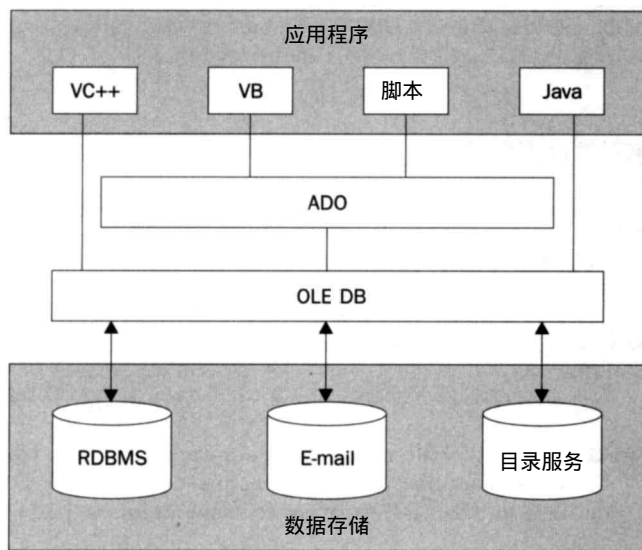 应用程序
VC++
VB
脚本
Java
ADO
OLE DB
RDBMS
E-mail
目录服务
数据存储